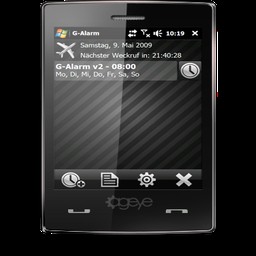 G-Alarm 10:19
Samstag, 9. Mai 2009
Nächster Weckruf in: 21:40:28
G-Alarm v2 - 08:00
Mo, Di, Mi, Do, Fr, Sa, So